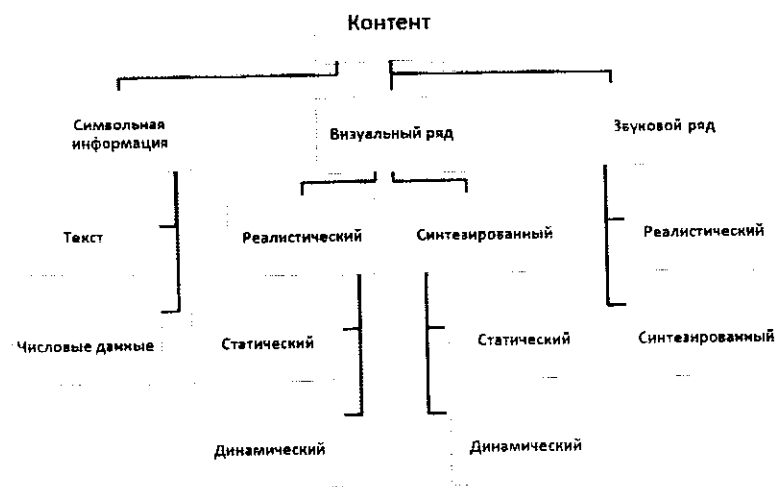 Контент
Символьная
информация
Визуальный ряд
Звуковой ряд
Текст
Реалистический
Синтезированный
Реалистический
Числовые данные
Статический
Статический
Синтезированный
Динамический
Динамический